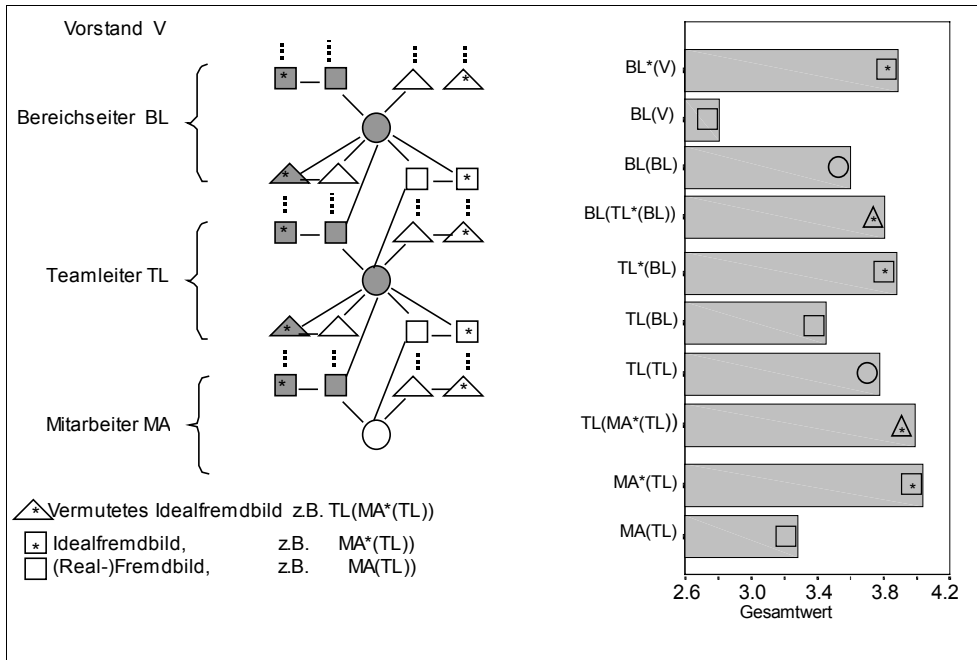 Vorstand V
Bereichseiter BL
Teamleiter TL
Mitarbeiter MA
* Vermutetes Idealfremdbild z.B. TL(MA*(TL))
* Idealfremdbild, z.B. MA*(TL))
(Real-)Fremdbild, z.B. MA(TL))
BL*(V)
BL(V)
BL(BL)
BL(TL*(BL))
TL*(BL)
TL(BL)
TL(TL)
TL(MA*(TL))
MA*(TL)
MA(TL)
2.6 3.0 3.4 3.8 4.2
Gesamtwert